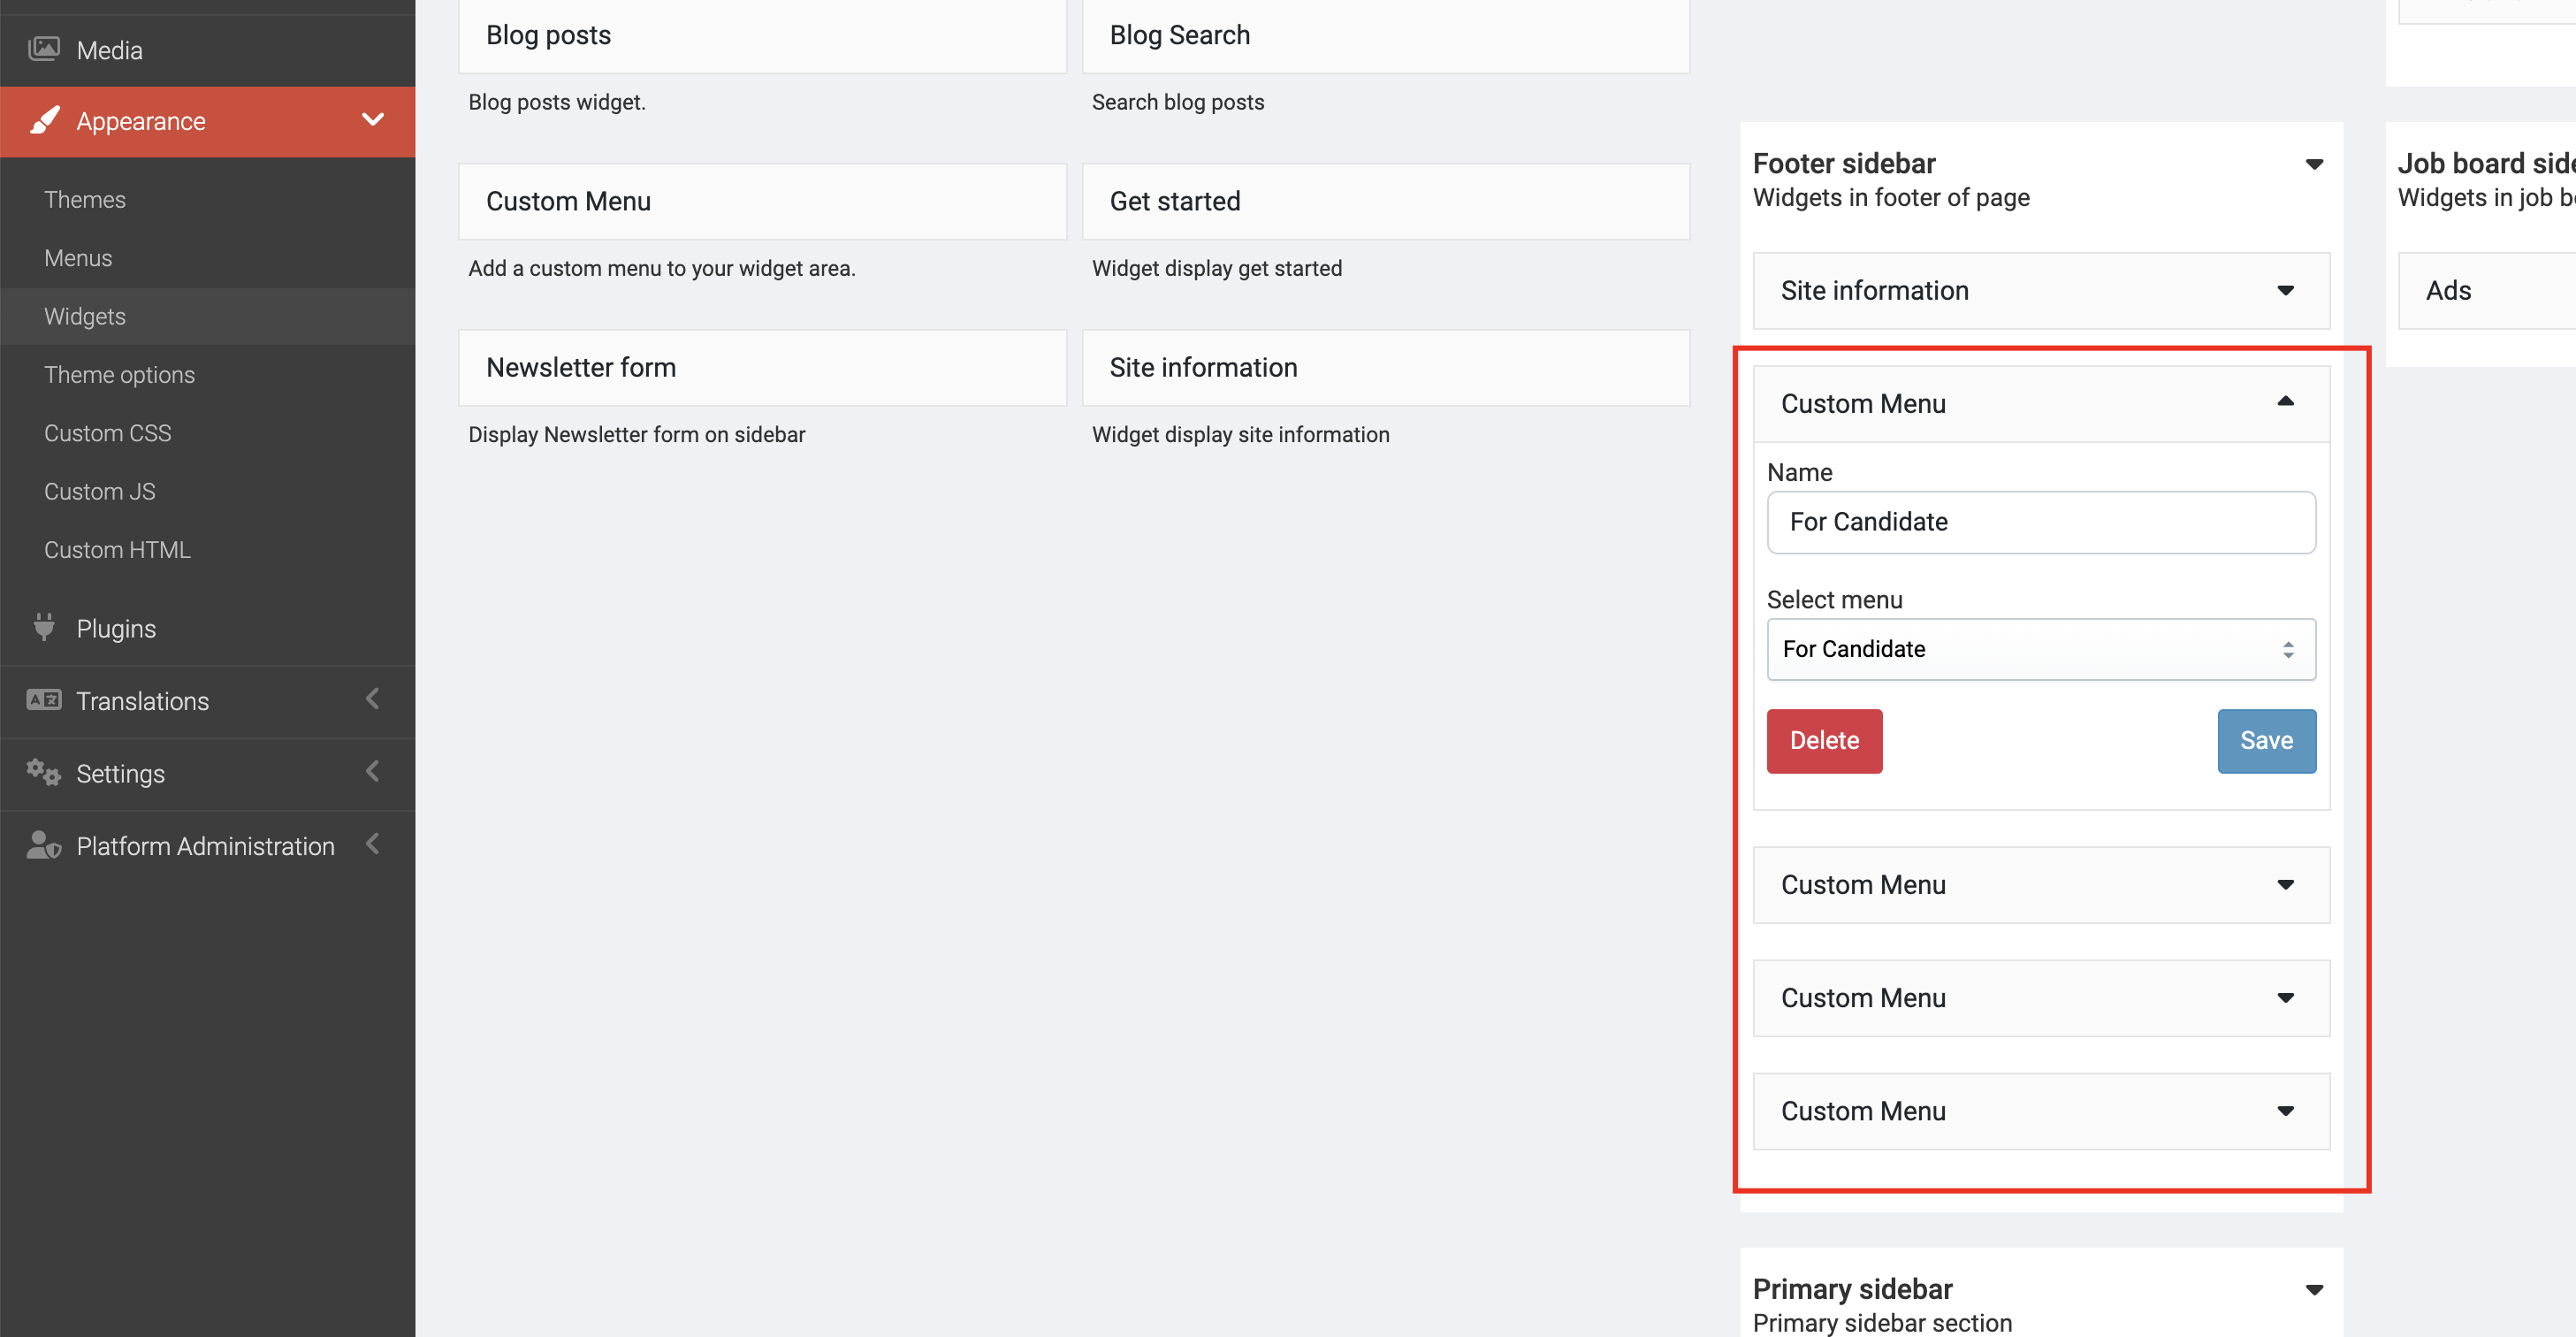 Media
Appearance
Themes
Menus
Widgets
Theme options
Custom CSS
Custom JS
Custom HTML
Plugins
Translations
Settings
Platform Administration
Blog posts
Blog posts widget.
Blog Search
Search blog posts
Custom Menu
Add a custom menu to your widget area.
Get started
Widget display get started
Newsletter form
Display Newsletter form on sidebar
Site information
Widget display site information
Footer sidebar
Widgets in footer of page
Site information
Custom Menu
Name
For Candidate
Select menu
For Candidate
Delete
Save
Custom Menu
Custom Menu
Custom Menu
Primary sidebar
Primary sidebar section
Job board side
Widgets in job b
Ads